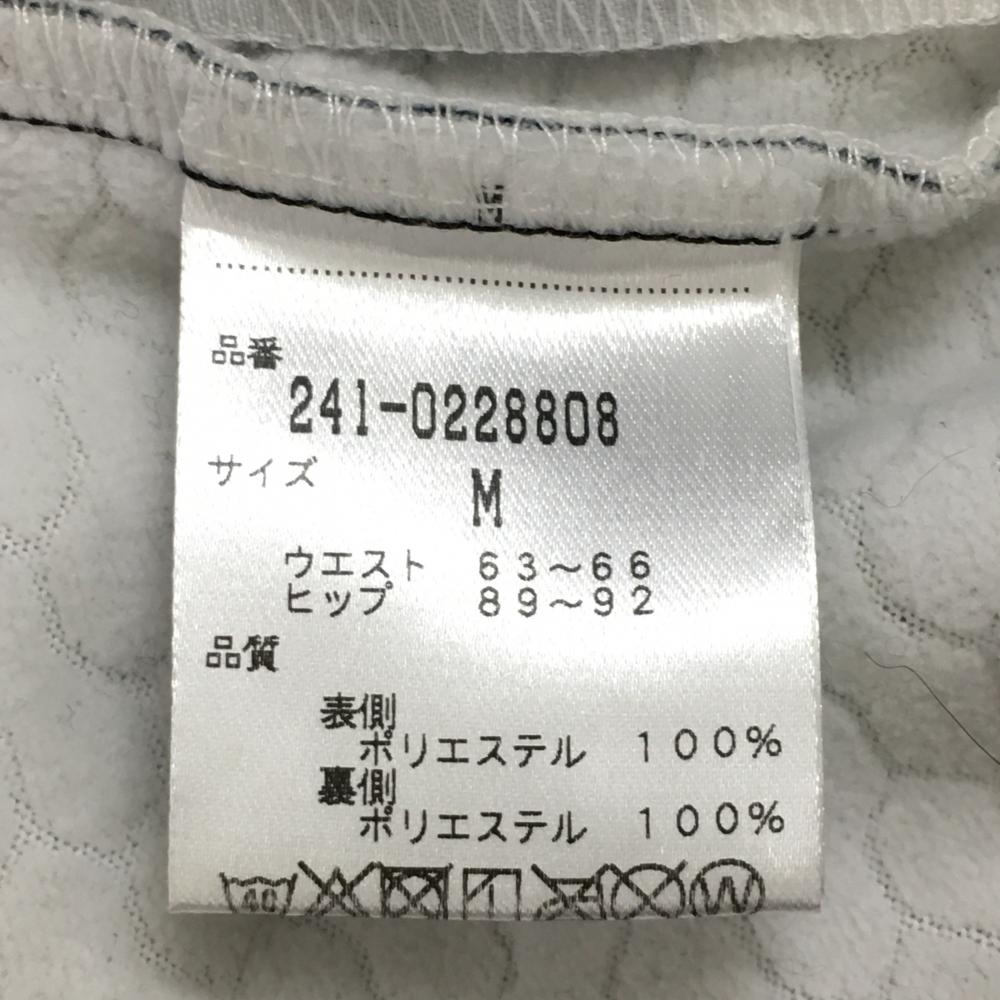 M
品番
241-0228808
サイズ
M
ウエスト 63～66
ヒップ 89～92
品質
表側
ポリエステル 100%
裏側
ポリエステル 100%
40
W